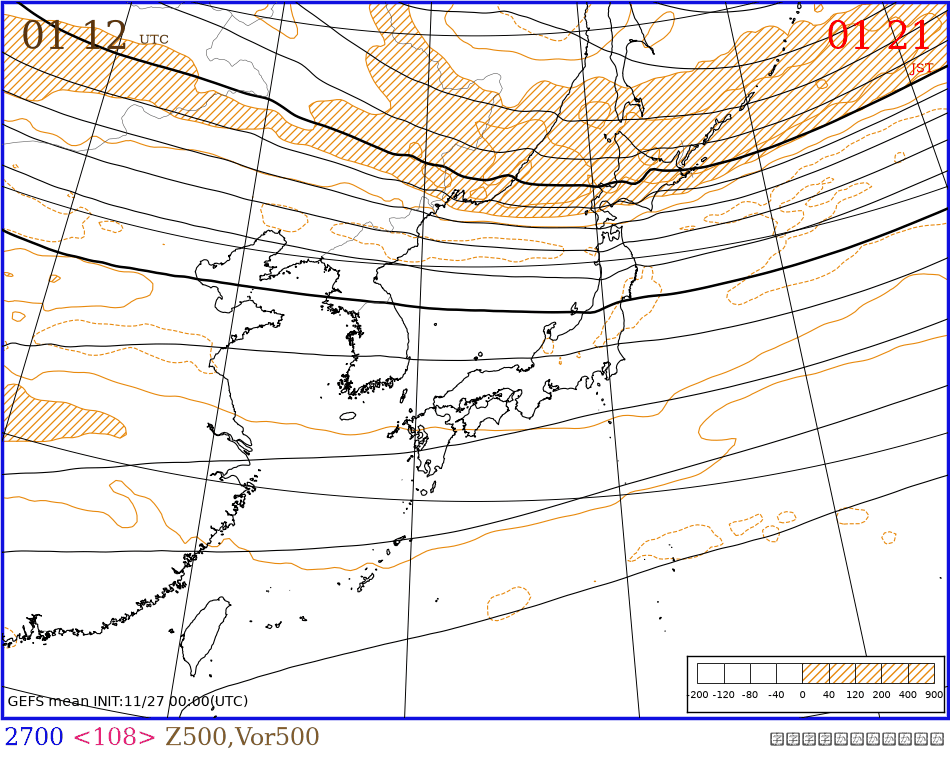 01 12 UTC
01 21
JST
-200 -120 -80 -40 0 40 120 200 400 900
GEFS mean INIT:11/27 00:00(UTC)
2700 <108> Z500,Vor500